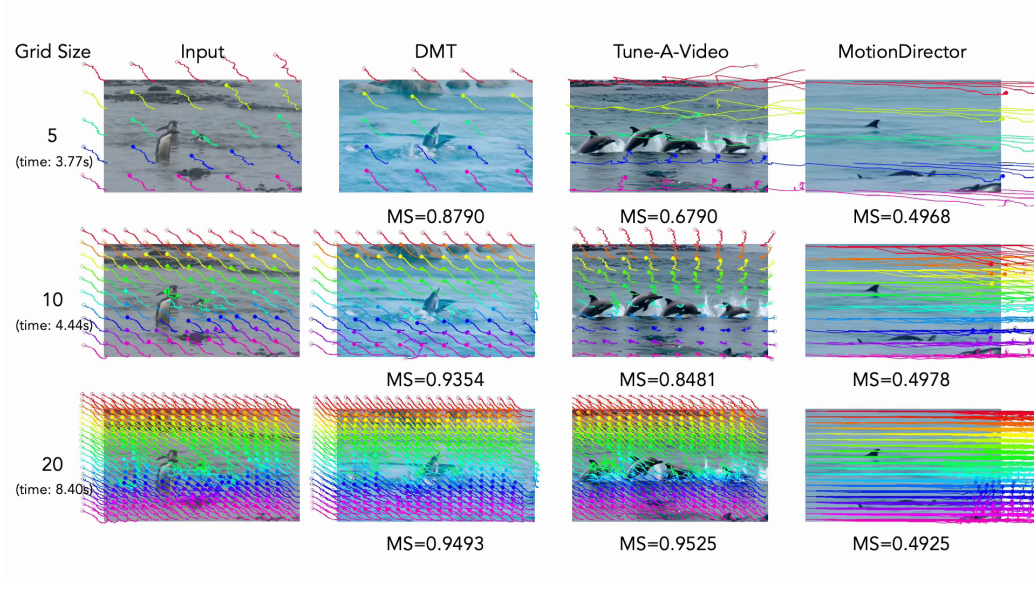 Grid Size Input DMT Tune-A-Video MotionDirector
5
(time: 3.77s)
MS=0.8790 MS=0.6790 MS=0.4968
10
(time: 4.44s)
MS=0.9354 MS=0.8481 MS=0.4978
20
(time: 8.40s)
MS=0.9493 MS=0.9525 MS=0.4925